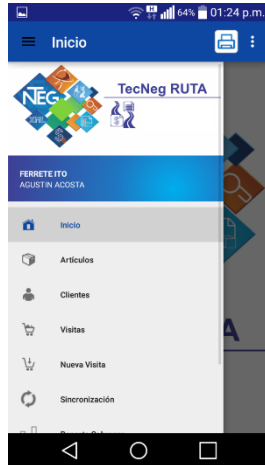 64% 01:24 p.m.
Inicio
NEG
TecNeg RUTA
FERRETE ITO
AGUSTIN ACOSTA
Inicio
Artículos
Clientes
Visitas
Nueva Visita
Sincronización